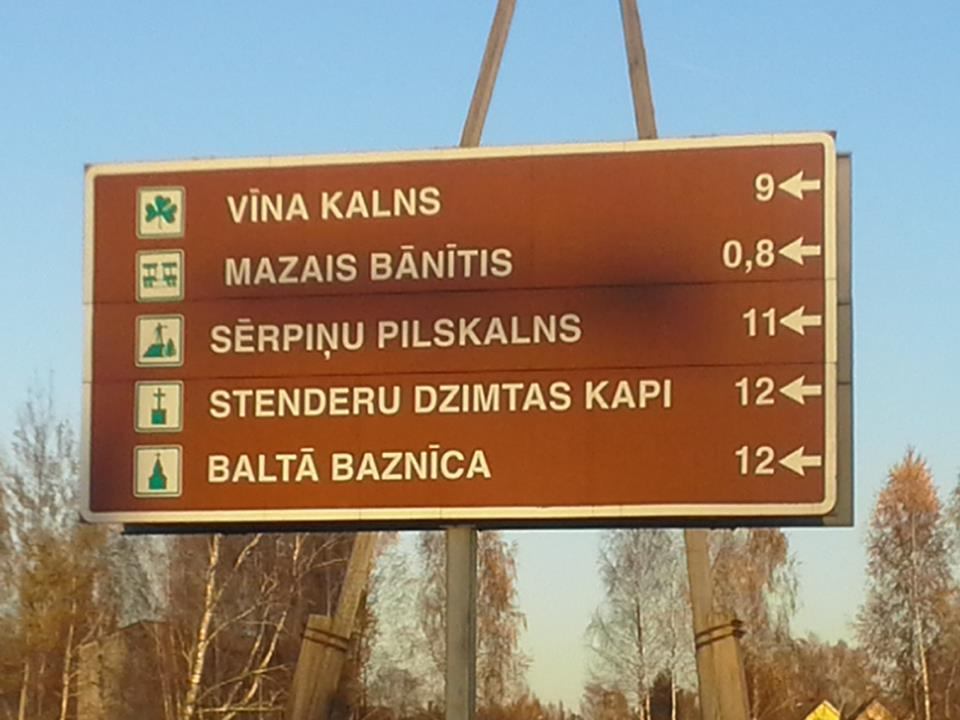 VĪNA KALNS 9
MAZAIS BĀNĪTIS 0,8
SĒRPIŅU PILSKALNS 11
STENDERU DZIMTAS KAPI 12
BALTĀ BAZNĪCA 12